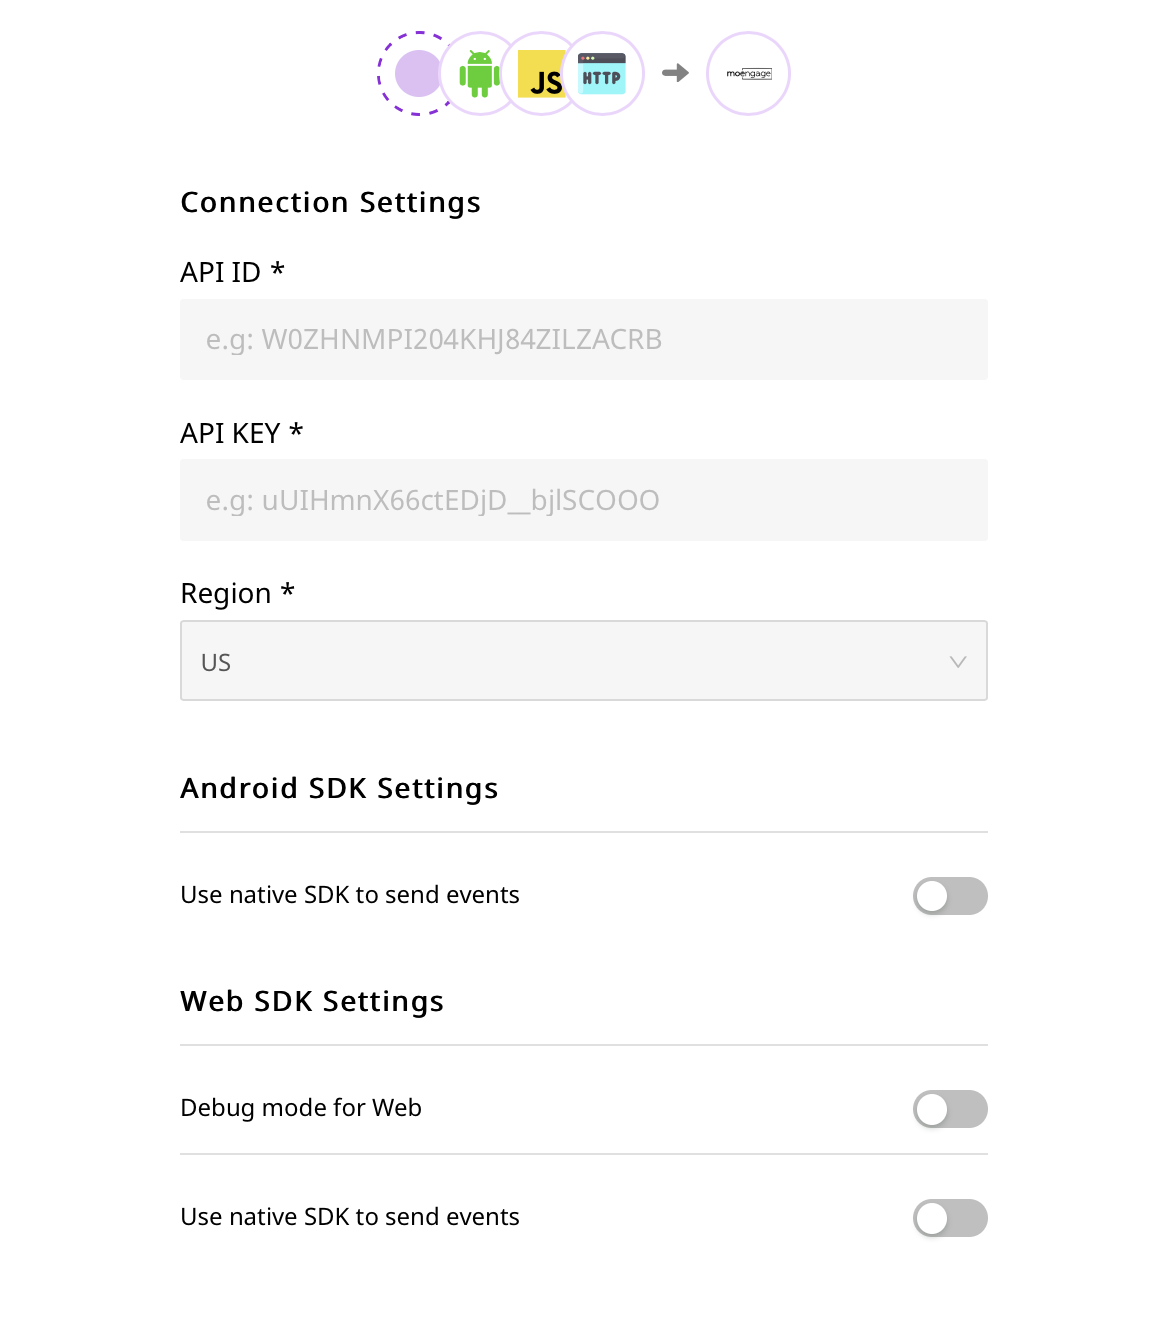 JS
HTTP
moengage
Connection Settings
API ID *
e.g: W0ZHNMPI204KHJ84ZILZACRB
API KEY *
e.g: uUIHmnX66ctEDjD__bjlSCOOO
Region *
US
Android SDK Settings
Use native SDK to send events
Web SDK Settings
Debug mode for Web
Use native SDK to send events